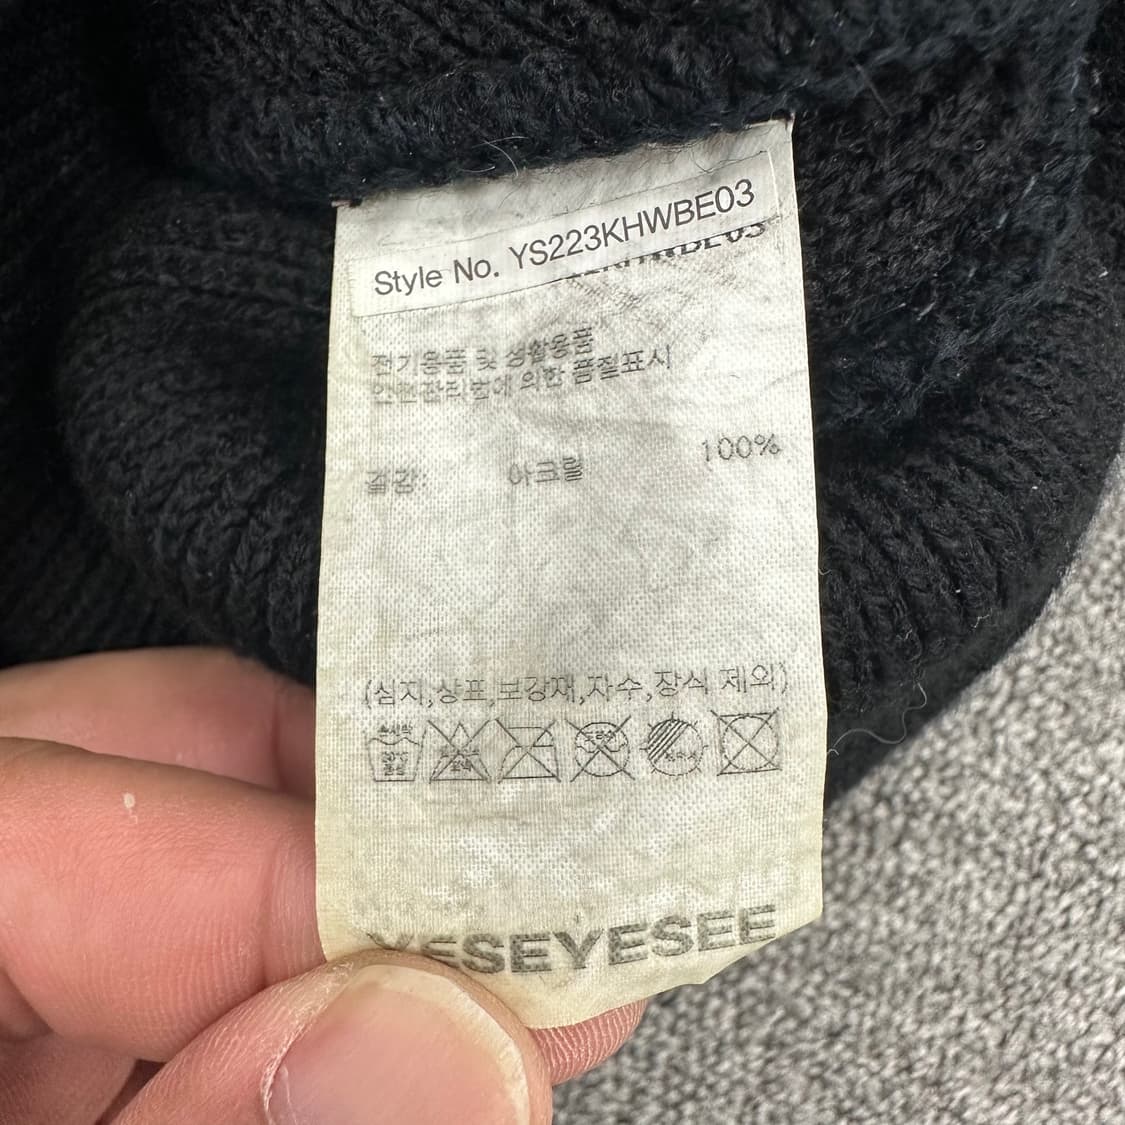 Style No. YS223KHWBE03
전기용품 및 생활용품
안전관리법에 의한 품질표시
겉감: 아크릴 100%
(심지,상표,보강재,자수,장식 제외)
YESEYESEE